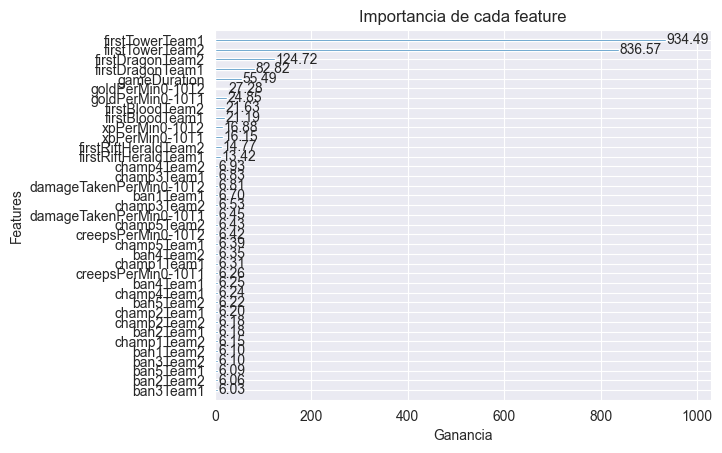 Importancia de cada feature
firstTowerTeam1 934.49
firstTowerTeam2 836.57
firstDragonTeam2 124.72
firstDragonTeam1 82.82
gameDuration 55.49
goldPerMin0-10T2 27.28
goldPerMin0-10T1 24.85
firstBloodTeam2 21.63
firstBloodTeam1 21.19
xpPerMin0-10T2 16.88
xpPerMin0-10T1 16.15
firstRiftHeraldTeam2 14.77
firstRiftHeraldTeam1 13.42
champ4Team2 6.93
champ3Team1 6.83
damageTakenPerMin0-10T2 6.81
ban1Team1 6.70
champ3Team2 6.53
damageTakenPerMin0-10T1 6.45
champ5Team2 6.43
creepsPerMin0-10T2 6.42
champ5Team1 6.39
ban4Team2 6.35
champ1Team1 6.31
creepsPerMin0-10T1 6.26
ban4Team1 6.25
champ4Team1 6.24
ban5Team2 6.22
champ2Team1 6.20
champ2Team2 6.18
ban2Team1 6.18
champ1Team2 6.15
ban1Team2 6.10
ban3Team2 6.10
ban5Team1 6.09
ban2Team2 6.06
ban3Team1 6.03
Features
0 200 400 600 800 1000
Ganancia